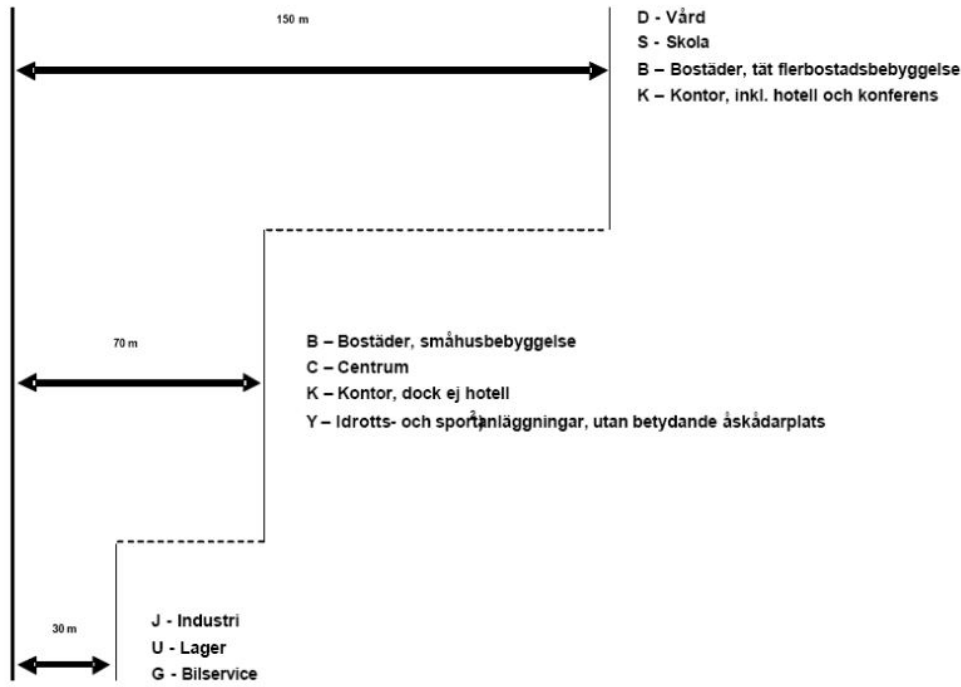 150 m
D - Vård
S - Skola
B – Bostäder, tät flerbostadsbebyggelse
K – Kontor, inkl. hotell och konferens
70 m
B – Bostäder, småhusbebyggelse
C – Centrum
K – Kontor, dock ej hotell
Y – Idrotts- och sportanläggningar, utan betydande åskådarplats
30 m
J - Industri
U - Lager
G - Bilservice